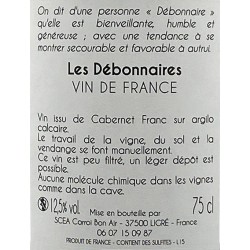 On dit d'une personne « Débonnaire »
qu'elle est bienveillante, humble et
généreuse ; avec une tendance à se
montrer secourable et favorable à autrui.
Les Débonnaires
VIN DE FRANCE
Vin issu de Cabernet Franc sur argilo
calcaire.
Le travail de la vigne, du sol et la
vendange se font manuellement.
Ce vin est peu filtré, un léger dépôt est
possible.
Aucune molécule chimique dans les vignes
comme dans la cave.
12,5% vol.
Mise en bouteille par
75 cl
SCEA Carroi Bon Air - 37500 LIGRÉ - France
06 07 15 09 87
PRODUIT DE FRANCE - CONTIENT DES SULFITES - L15